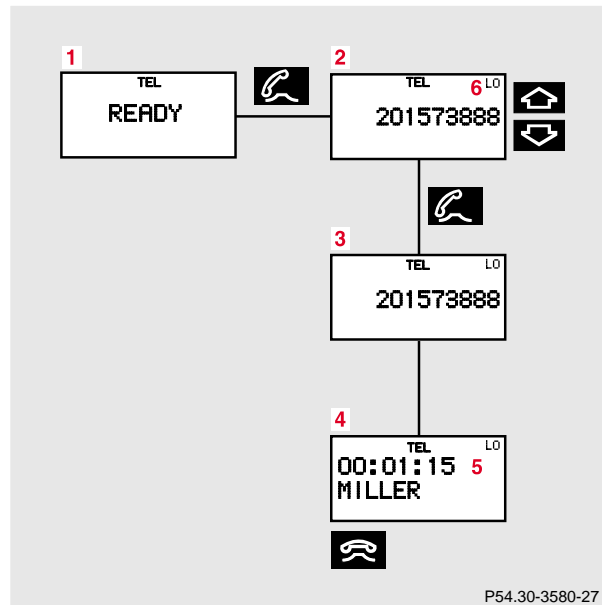 1
TEL
READY
2
TEL
6 LO
201573888
3
TEL LO
201573888
4
TEL LO
00:01:15 5
MILLER
P54.30-3580-27